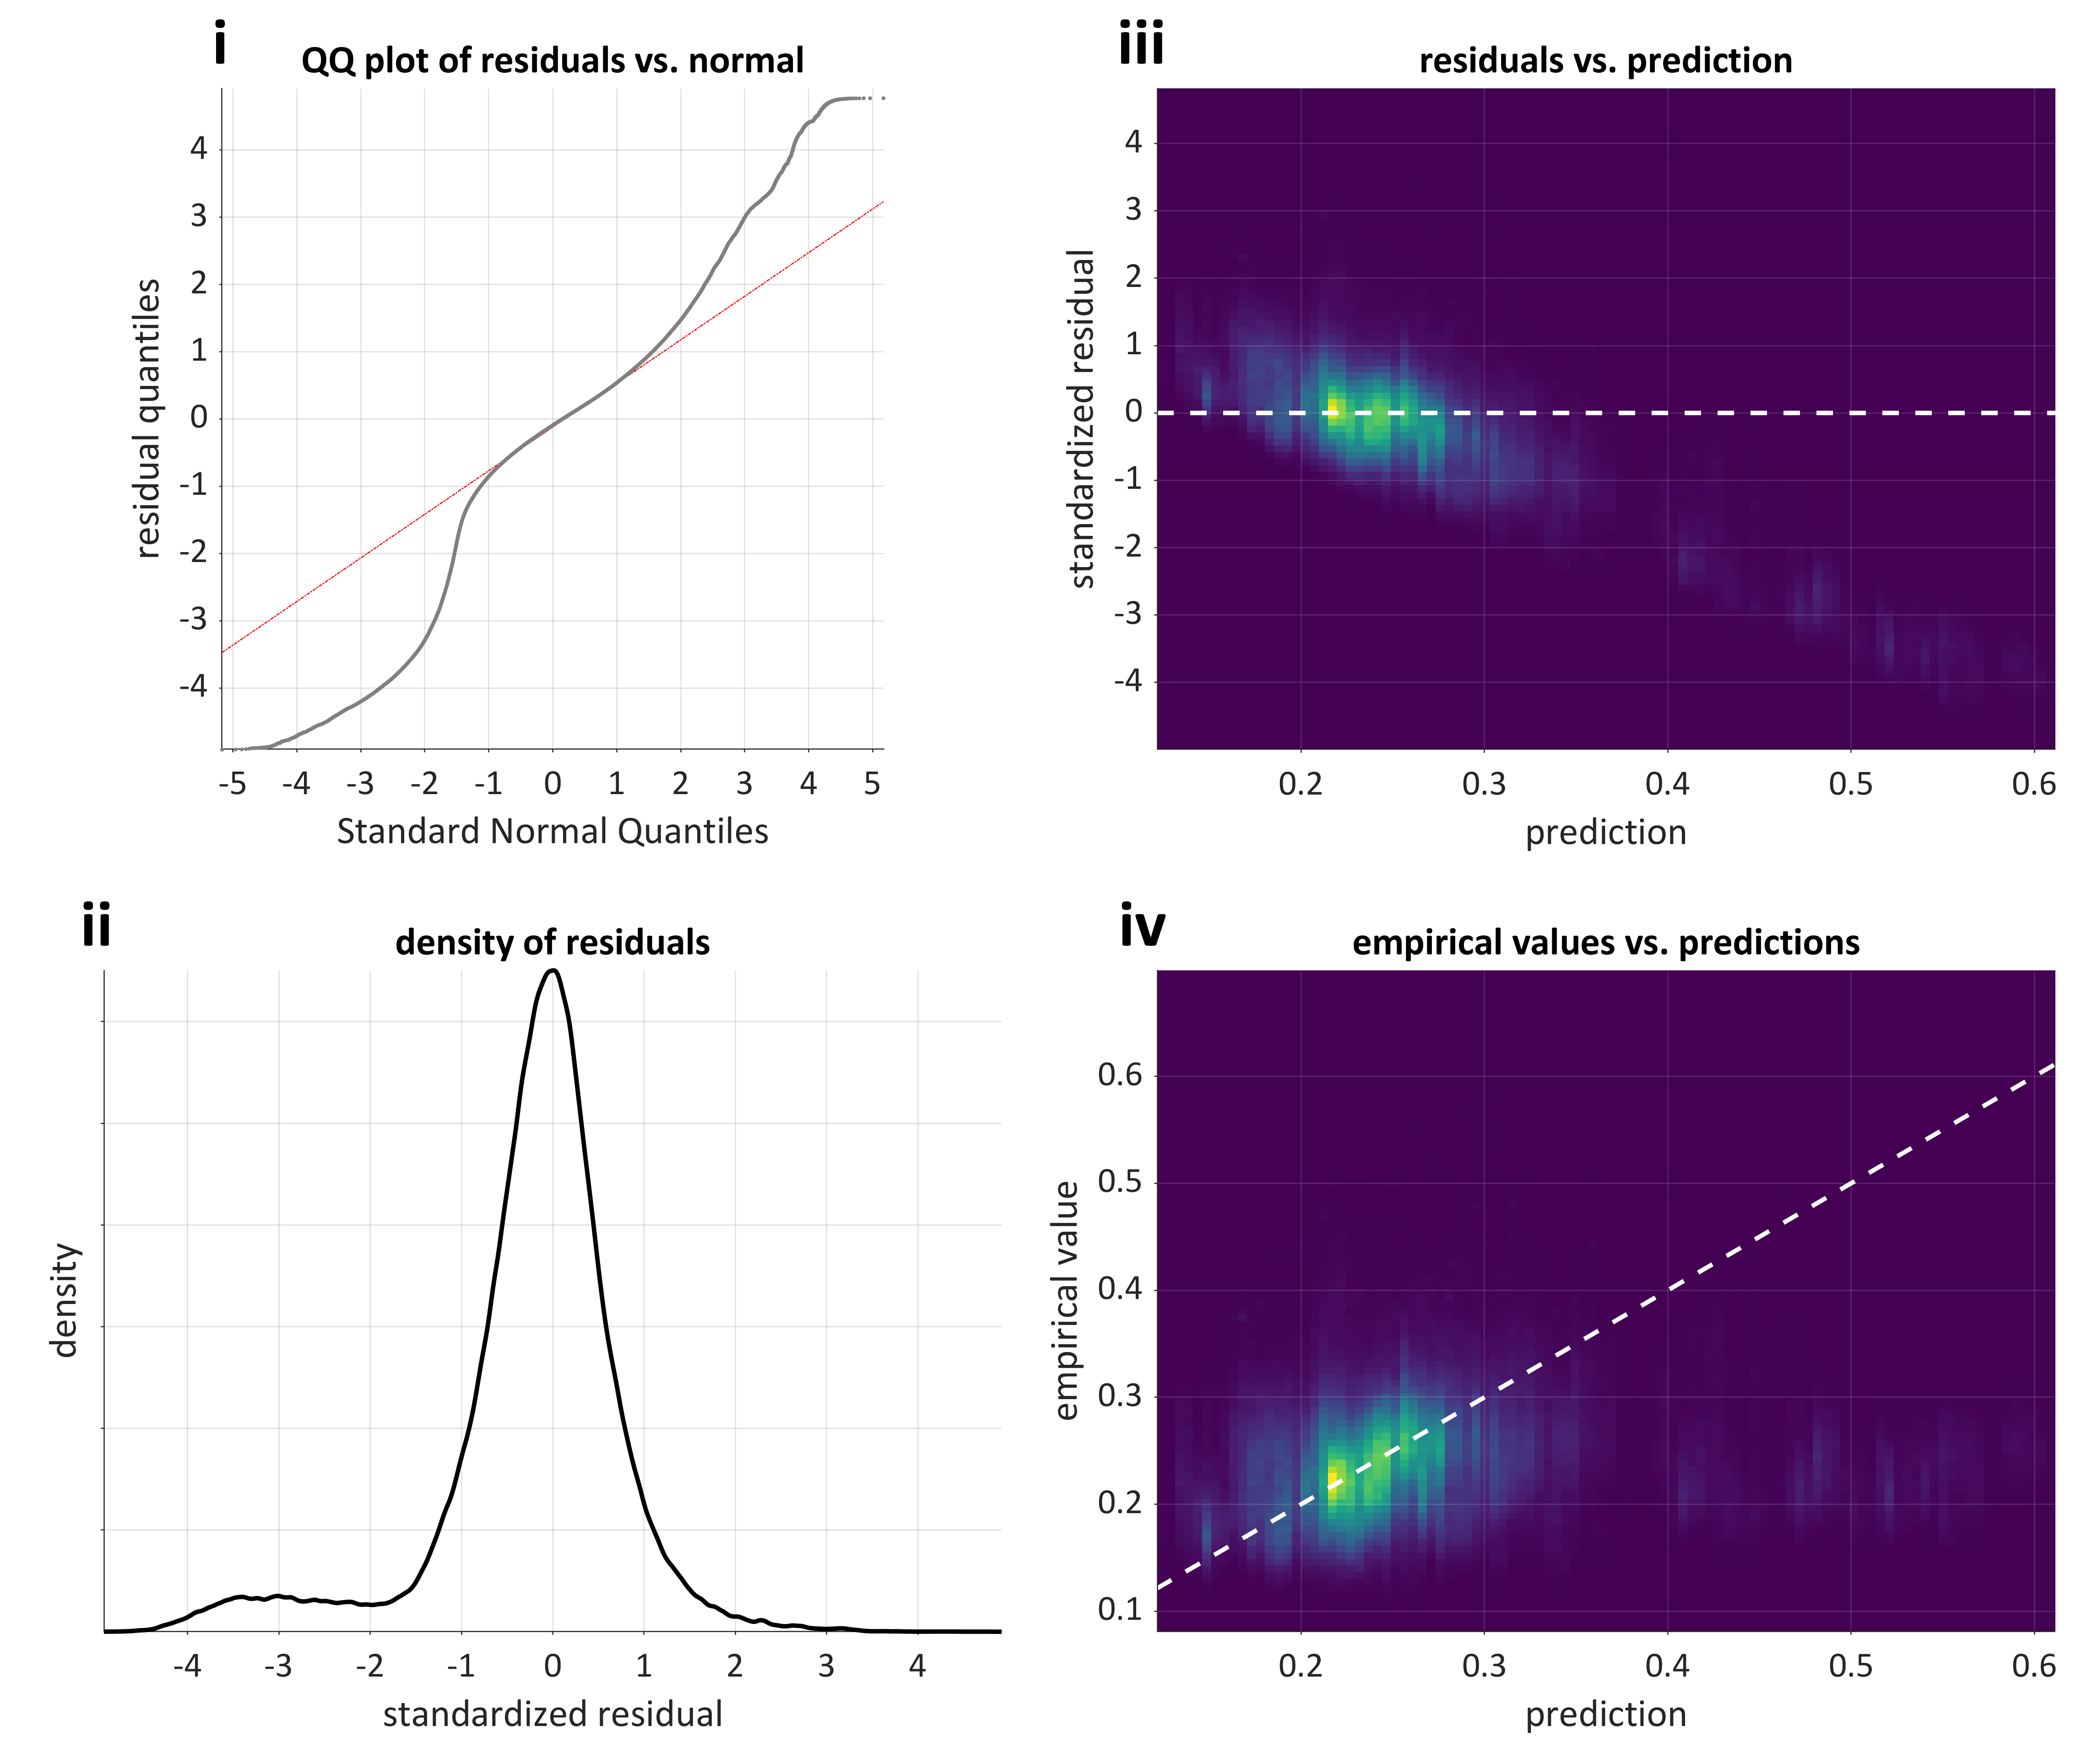 i
QQ plot of residuals vs. normal
residual quantiles
4
3
2
1
0
-1
-2
-3
-4
-5 -4 -3 -2 -1 0 1 2 3 4 5
Standard Normal Quantiles
iii
residuals vs. prediction
standardized residual
4
3
2
1
0
-1
-2
-3
-4
0.2 0.3 0.4 0.5 0.6
prediction
ii
density of residuals
density
-4 -3 -2 -1 0 1 2 3 4
standardized residual
iv
empirical values vs. predictions
empirical value
0.6
0.5
0.4
0.3
0.2
0.1
0.2 0.3 0.4 0.5 0.6
prediction